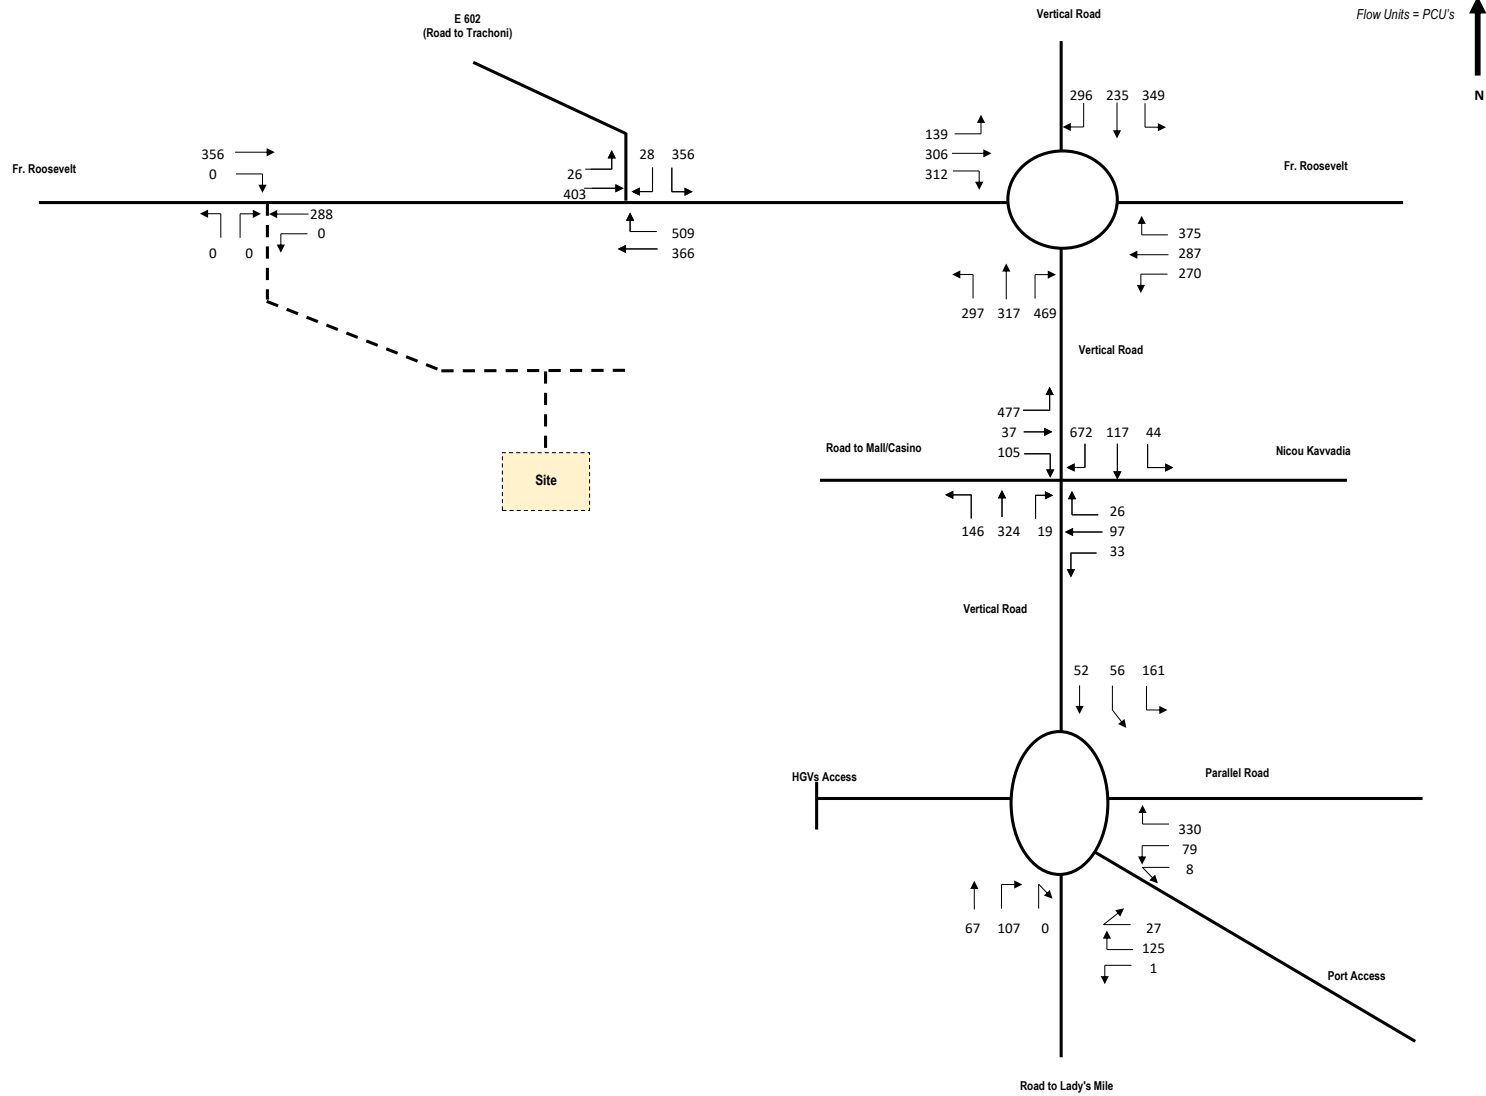 E 602
(Road to Trachoni)
Vertical Road
Flow Units = PCU's
N
296 235 349
139
306
312
356
0
28 356
26
403
Fr. Roosevelt
Fr. Roosevelt
288
0
0 0
509
366
375
287
270
297 317 469
Vertical Road
477
37
105
672 117 44
Road to Mall/Casino
Nicou Kavvadia
Site
146 324 19
26
97
33
Vertical Road
52 56 161
HGVs Access
Parallel Road
330
79
8
67 107 0
27
125
1
Port Access
Road to Lady's Mile